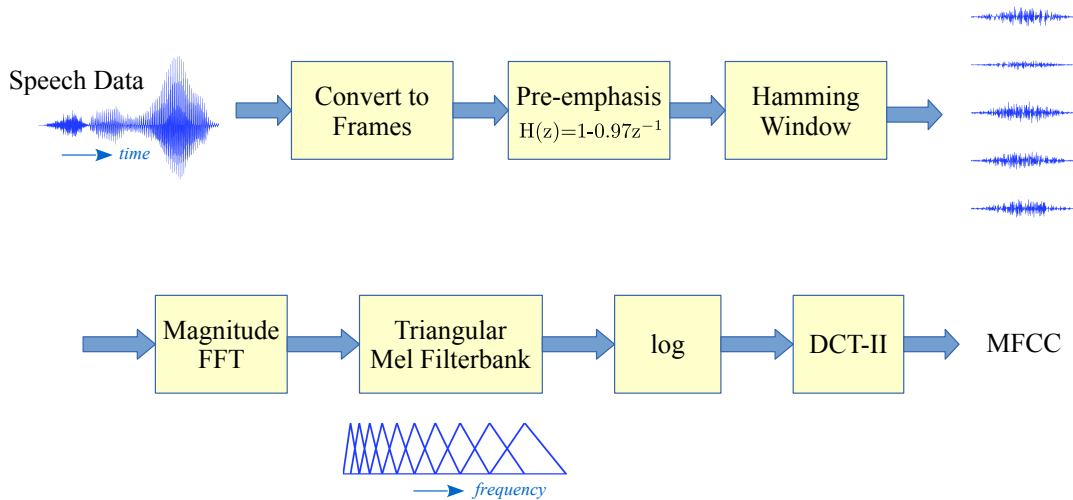 Speech Data
time
Convert to
Frames
Pre-emphasis
H(z)=1-0.97z⁻¹
Hamming
Window
Magnitude
FFT
Triangular
Mel Filterbank
log
DCT-II
MFCC
frequency